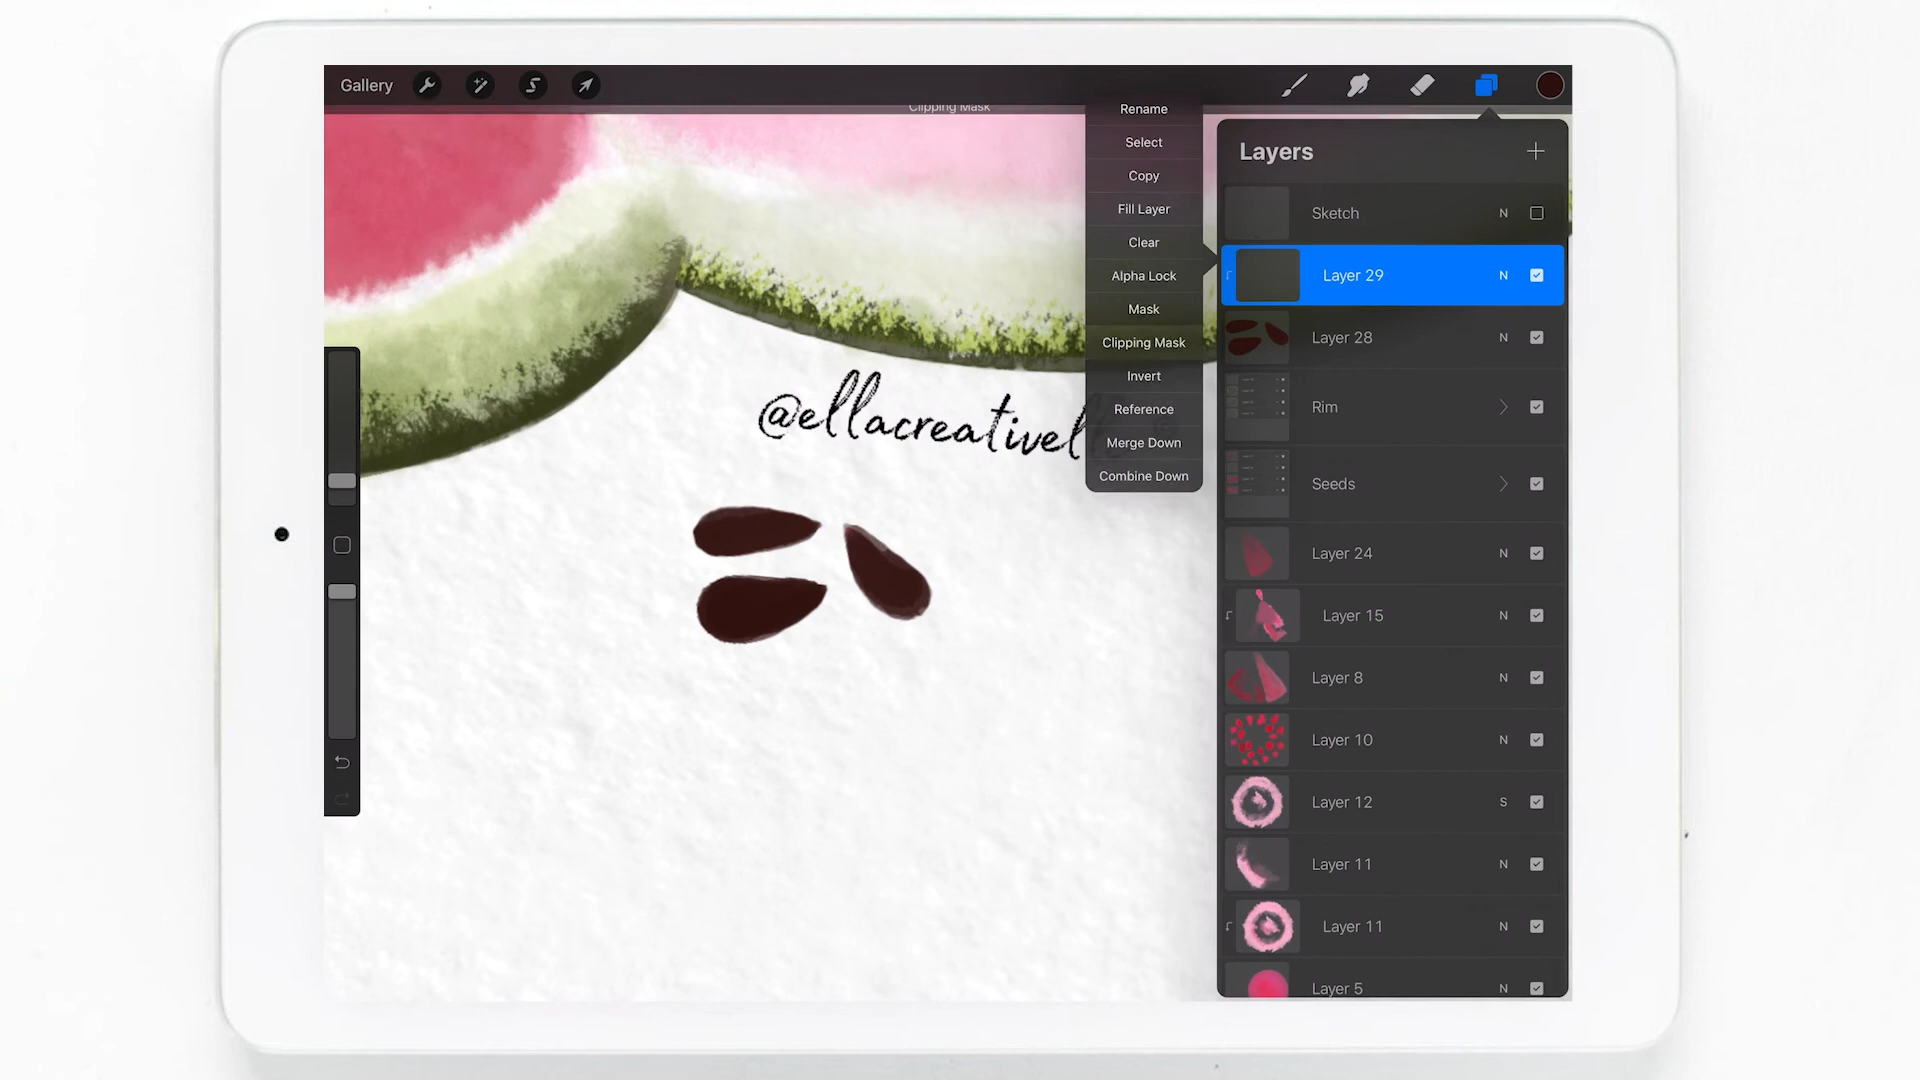 Gallery
Clipping Mask
Rename
Select
Copy
Fill Layer
Clear
Alpha Lock
Mask
Clipping Mask
Invert
Reference
Merge Down
Combine Down
Layers
Sketch N
Layer 29 N
Layer 28 N
Rim
Seeds
Layer 24 N
Layer 15 N
Layer 8 N
Layer 10 N
Layer 12 S
Layer 11 N
Layer 11 N
Layer 5 N